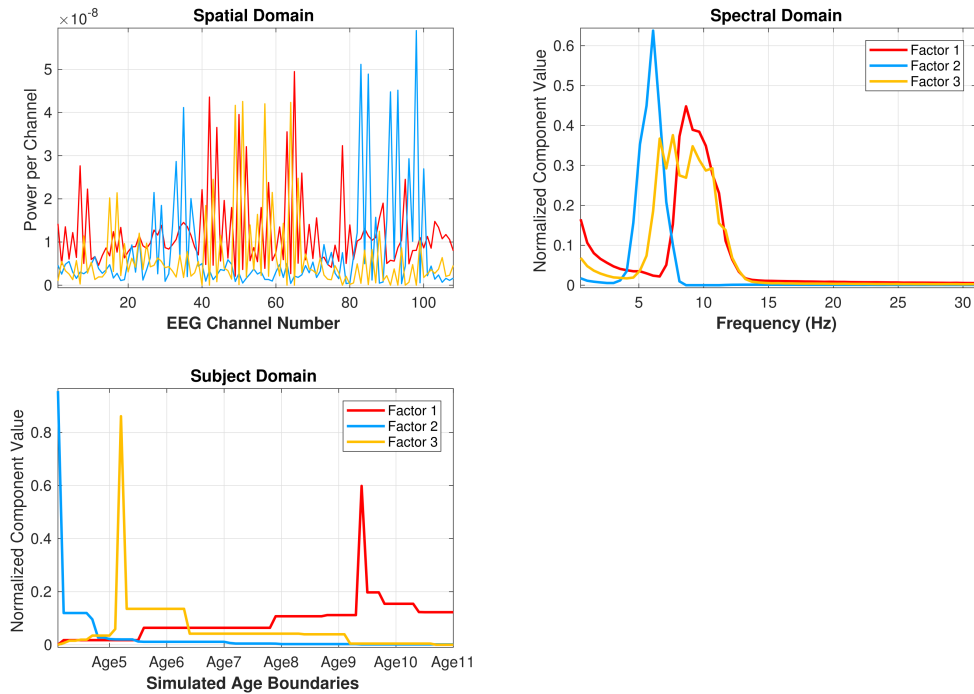 Spatial Domain
×10⁻⁸
Power per Channel
5
4
3
2
1
0
20
40
60
80
100
EEG Channel Number
Spectral Domain
Normalized Component Value
0.6
0.5
0.4
0.3
0.2
0.1
0
Factor 1
Factor 2
Factor 3
5
10
15
20
25
30
Frequency (Hz)
Subject Domain
Normalized Component Value
0.8
0.6
0.4
0.2
0
Factor 1
Factor 2
Factor 3
Age5
Age6
Age7
Age8
Age9
Age10
Age11
Simulated Age Boundaries